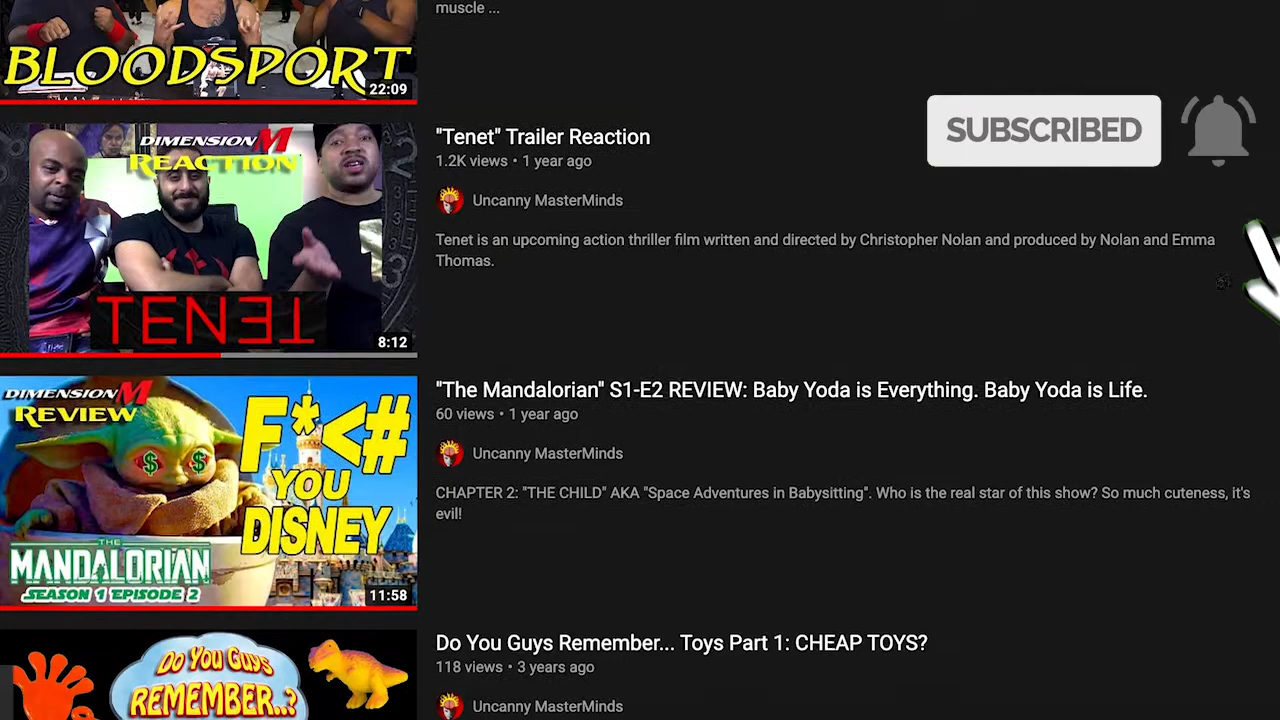 muscle ...
BLOODSPORT
22:09
SUBSCRIBED
DIMENSION M
REACTION
TENET
8:12
"Tenet" Trailer Reaction
1.2K views • 1 year ago
Uncanny MasterMinds
Tenet is an upcoming action thriller film written and directed by Christopher Nolan and produced by Nolan and Emma
Thomas.
DIMENSION M
REVIEW
F*<#
YOU
DISNEY
THE
MANDALORIAN
SEASON 1 EPISODE 2
11:58
"The Mandalorian" S1-E2 REVIEW: Baby Yoda is Everything. Baby Yoda is Life.
60 views • 1 year ago
Uncanny MasterMinds
CHAPTER 2: "THE CHILD" AKA "Space Adventures in Babysitting". Who is the real star of this show? So much cuteness, it's
evil!
Do You Guys
REMEMBER..?
Do You Guys Remember... Toys Part 1: CHEAP TOYS?
118 views • 3 years ago
Uncanny MasterMinds